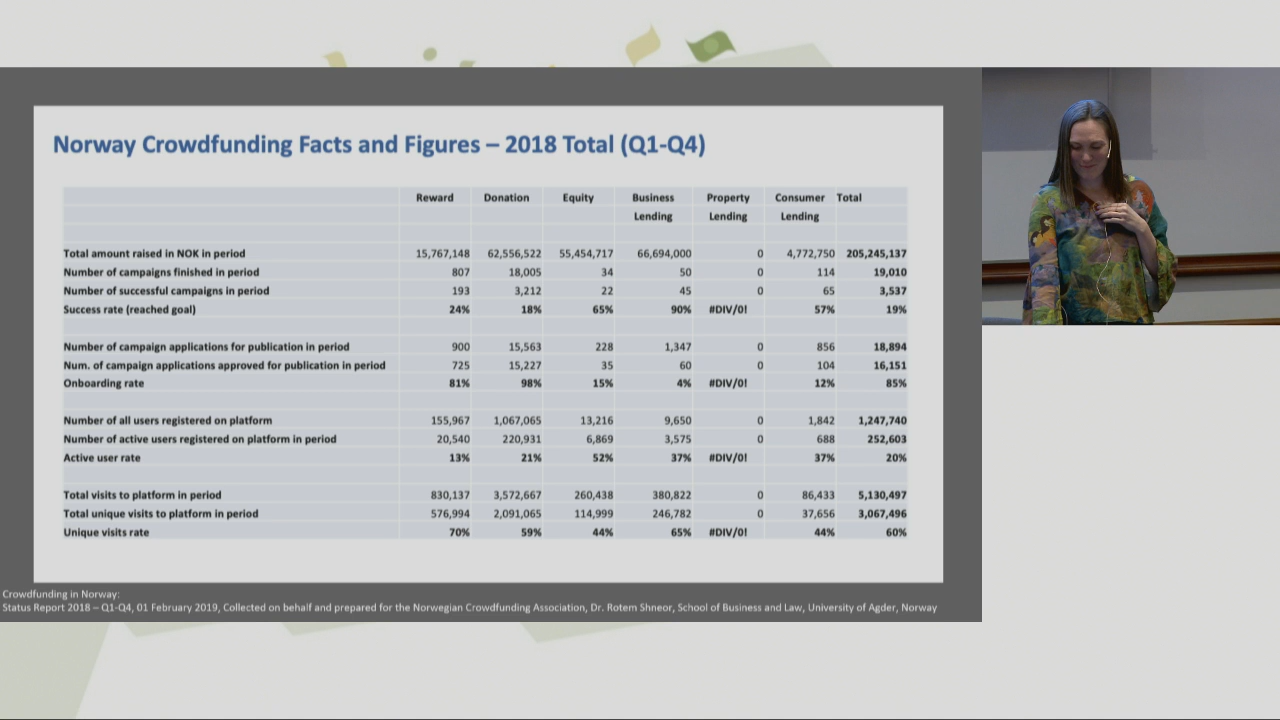 Norway Crowdfunding Facts and Figures – 2018 Total (Q1-Q4)
Reward Donation Equity Business Property Consumer Total
Lending Lending Lending
Total amount raised in NOK in period 15,767,148 62,556,522 55,454,717 66,694,000 0 4,772,750 205,245,137
Number of campaigns finished in period 807 18,005 34 50 0 114 19,010
Number of successful campaigns in period 193 3,212 22 45 0 65 3,537
Success rate (reached goal) 24% 18% 65% 90% #DIV/0! 57% 19%
Number of campaign applications for publication in period 900 15,563 228 1,347 0 856 18,894
Num. of campaign applications approved for publication in period 725 15,227 35 60 0 104 16,151
Onboarding rate 81% 98% 15% 4% #DIV/0! 12% 85%
Number of all users registered on platform 155,967 1,067,065 13,216 9,650 0 1,842 1,247,740
Number of active users registered on platform in period 20,540 220,931 6,869 3,575 0 688 252,603
Active user rate 13% 21% 52% 37% #DIV/0! 37% 20%
Total visits to platform in period 830,137 3,572,667 260,438 380,822 0 86,433 5,130,497
Total unique visits to platform in period 576,994 2,091,065 114,999 246,782 0 37,656 3,067,496
Unique visits rate 70% 59% 44% 65% #DIV/0! 44% 60%
Crowdfunding in Norway:
Status Report 2018 – Q1-Q4, 01 February 2019, Collected on behalf and prepared for the Norwegian Crowdfunding Association, Dr. Rotem Shneor, School of Business and Law, University of Agder, Norway